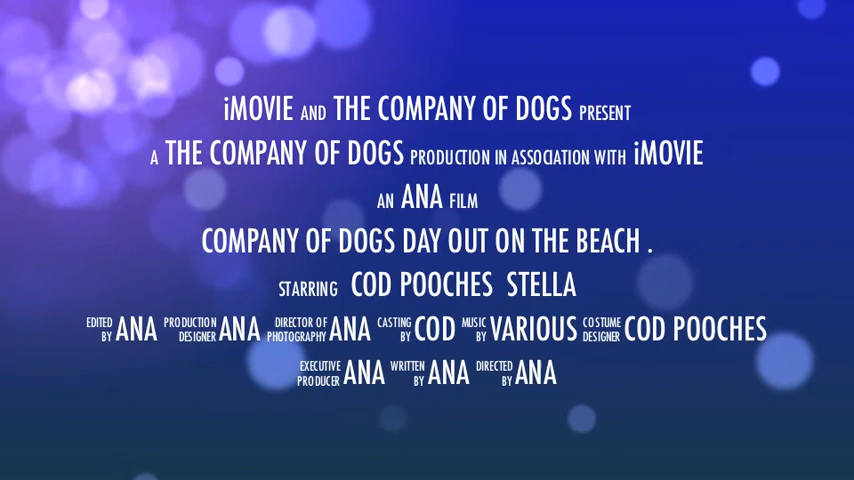 iMOVIE AND THE COMPANY OF DOGS PRESENT
A THE COMPANY OF DOGS PRODUCTION IN ASSOCIATION WITH iMOVIE
AN ANA FILM
COMPANY OF DOGS DAY OUT ON THE BEACH .
STARRING COD POOCHES STELLA
EDITED BY ANA PRODUCTION DESIGNER ANA DIRECTOR OF PHOTOGRAPHY ANA CASTING BY COD MUSIC BY VARIOUS COSTUME DESIGNER COD POOCHES
EXECUTIVE PRODUCER ANA WRITTEN BY ANA DIRECTED BY ANA